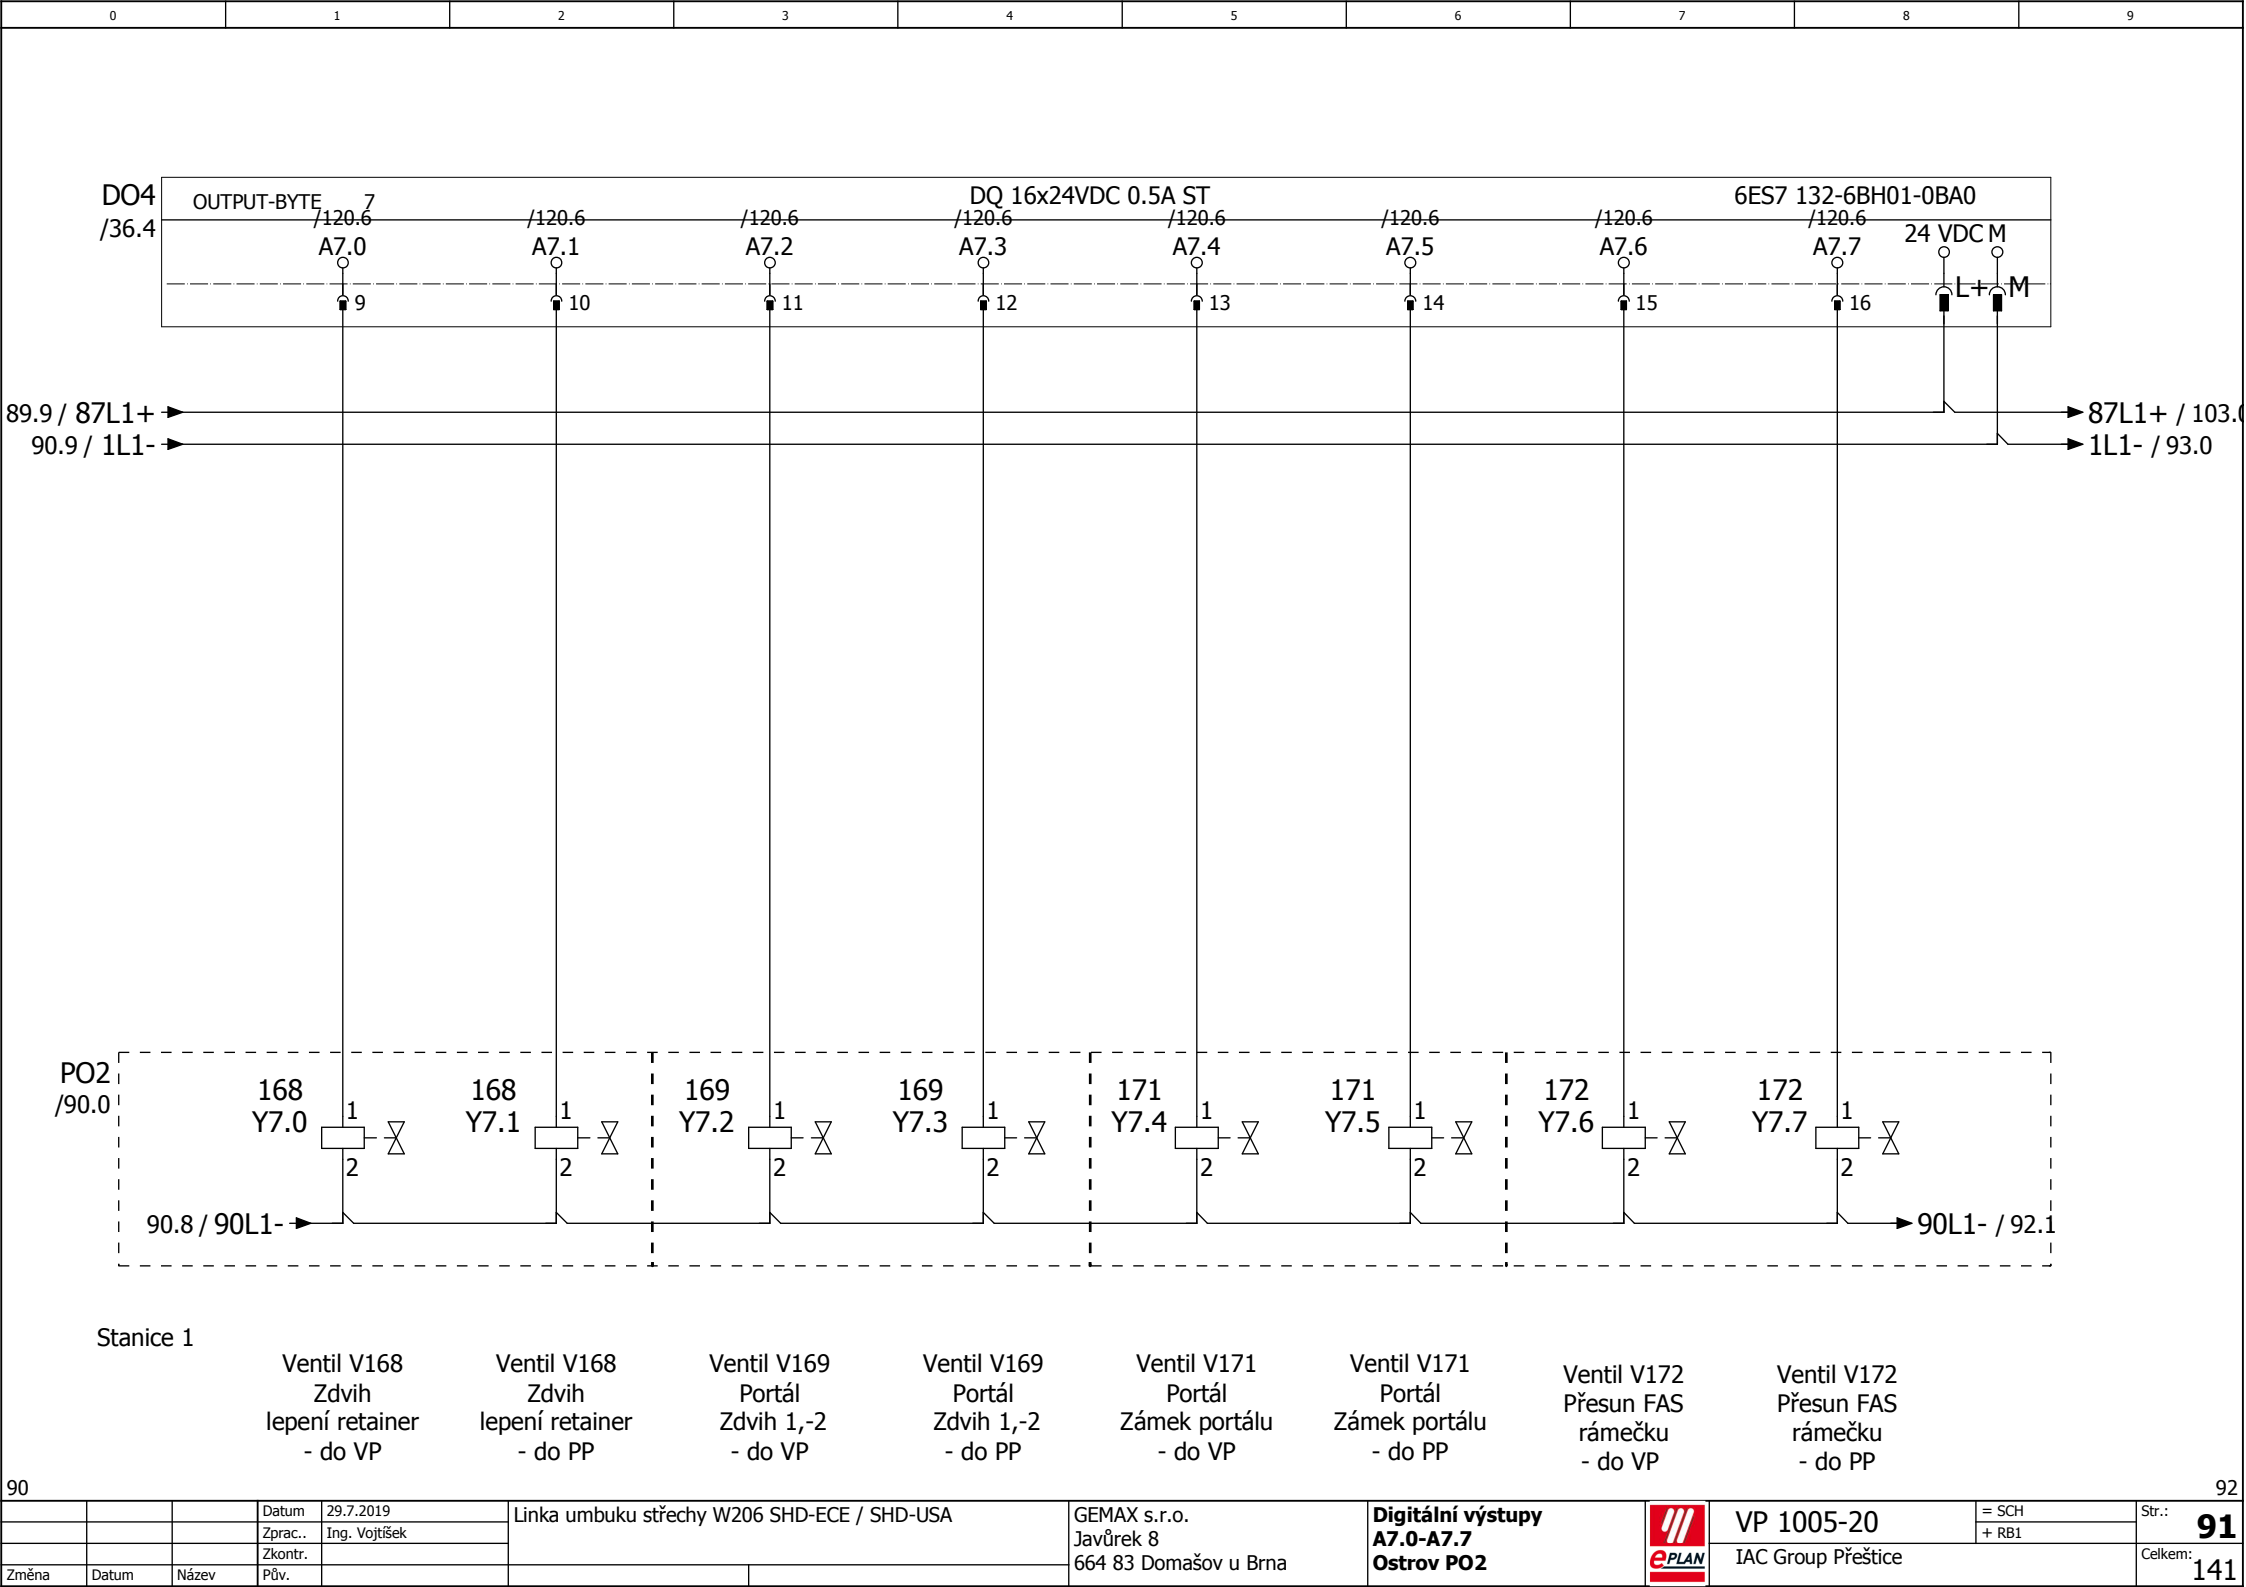 0 1 2 3 4 5 6 7 8 9
DO4 OUTPUT-BYTE 7 DQ 16x24VDC 0.5A ST 6ES7 132-6BH01-0BA0
/36.4 /120.6 /120.6 /120.6 /120.6 /120.6 /120.6 /120.6 /120.6
A7.0 A7.1 A7.2 A7.3 A7.4 A7.5 A7.6 A7.7 24 VDC M
9 10 11 12 13 14 15 16 L+ M
89.9 / 87L1+ 87L1+ / 103.0
90.9 / 1L1- 1L1- / 93.0
PO2
/90.0
168 168 169 169 171 171 172 172
Y7.0 Y7.1 Y7.2 Y7.3 Y7.4 Y7.5 Y7.6 Y7.7
1 1 1 1 1 1 1 1
2 2 2 2 2 2 2 2
90.8 / 90L1- 90L1- / 92.1
Stanice 1
Ventil V168
Zdvih
lepení retainer
- do VP
Ventil V168
Zdvih
lepení retainer
- do PP
Ventil V169
Portál
Zdvih 1,-2
- do VP
Ventil V169
Portál
Zdvih 1,-2
- do PP
Ventil V171
Portál
Zámek portálu
- do VP
Ventil V171
Portál
Zámek portálu
- do PP
Ventil V172
Přesun FAS
rámečku
- do VP
Ventil V172
Přesun FAS
rámečku
- do PP
90 92
Datum 29.7.2019
Zprac.. Ing. Vojtíšek
Zkontr.
Změna Datum Název Pův.
Linka umbuku střechy W206 SHD-ECE / SHD-USA
GEMAX s.r.o.
Javůrek 8
664 83 Domašov u Brna
Digitální výstupy
A7.0-A7.7
Ostrov PO2
ePLAN
VP 1005-20
IAC Group Přeštice
= SCH
+ RB1
Str.: 91
Celkem: 141